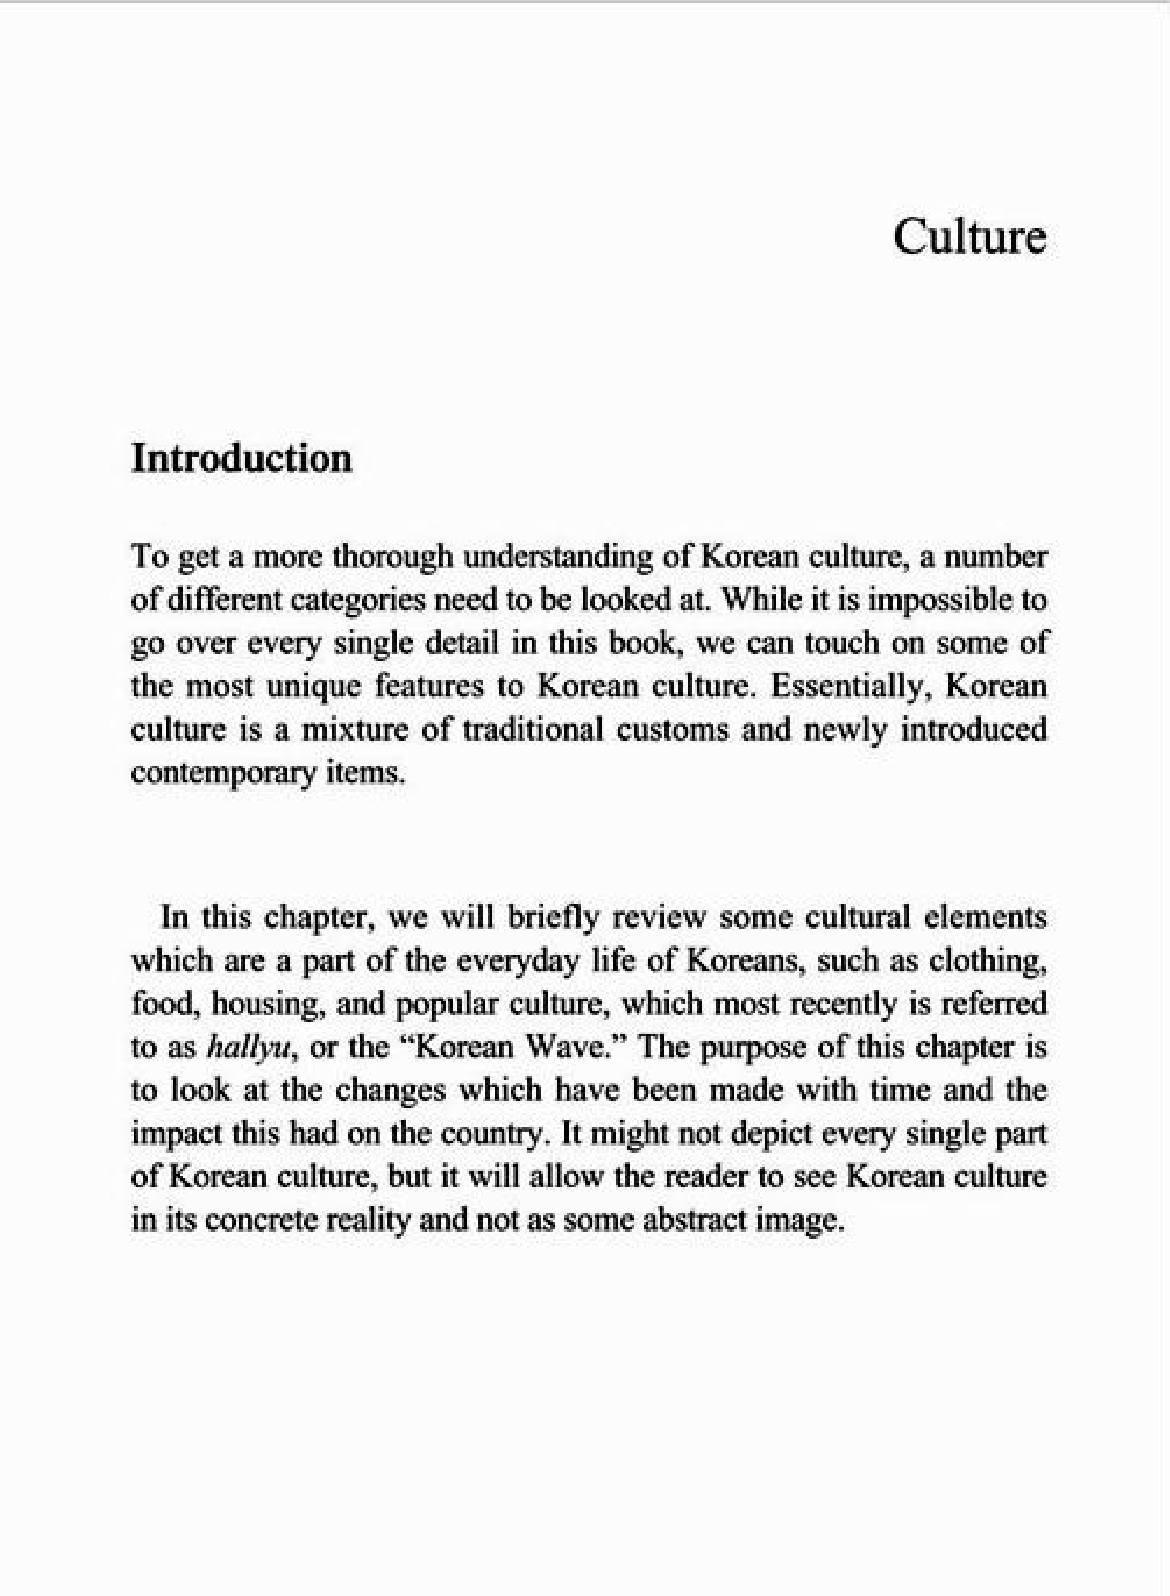 Culture
Introduction
To get a more thorough understanding of Korean culture, a number
of different categories need to be looked at. While it is impossible to
go over every single detail in this book, we can touch on some of
the most unique features to Korean culture. Essentially, Korean
culture is a mixture of traditional customs and newly introduced
contemporary items.
In this chapter, we will briefly review some cultural elements
which are a part of the everyday life of Koreans, such as clothing,
food, housing, and popular culture, which most recently is referred
to as hallyu, or the “Korean Wave.” The purpose of this chapter is
to look at the changes which have been made with time and the
impact this had on the country. It might not depict every single part
of Korean culture, but it will allow the reader to see Korean culture
in its concrete reality and not as some abstract image.